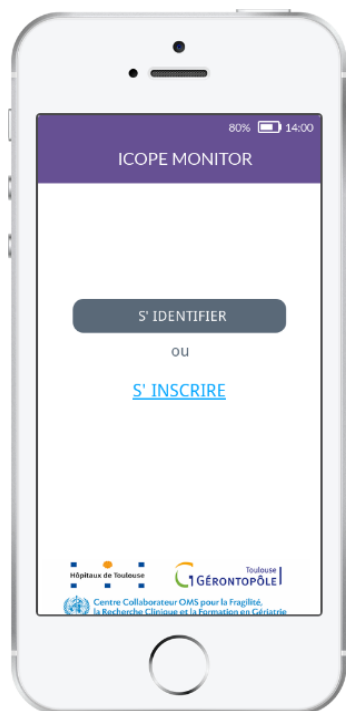 80% 14:00
ICOPE MONITOR
S' IDENTIFIER
ou
S' INSCRIRE
Hôpitaux de Toulouse
Toulouse
GÉRONTOPÔLE
Centre Collaborateur OMS pour la Fragilité,
la Recherche Clinique et la Formation en Gériatrie